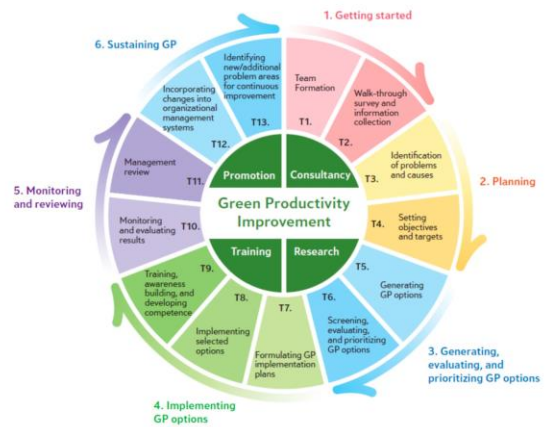 1. Getting started
Team
Formation
T1.
Walk-through
survey and
information
collection
T2.
2. Planning
Identification
of problems
and causes
T3.
Setting
objectives
and targets
T4.
3. Generating,
evaluating, and
prioritizing GP options
Generating
GP options
T5.
Screening,
evaluating,
and prioritizing
GP options
T6.
4. Implementing
GP options
Formulating GP
implementation
plans
T7.
Implementing
selected
options
T8.
Training,
awareness
building, and
developing
competence
T9.
5. Monitoring
and reviewing
Monitoring
and evaluating
results
T10.
Management
review
T11.
6. Sustaining GP
Incorporating
changes into
organizational
management
systems
T12.
Identifying
new/additional
problem areas
for continuous
improvement
T13.
Promotion
Consultancy
Green Productivity
Improvement
Training
Research